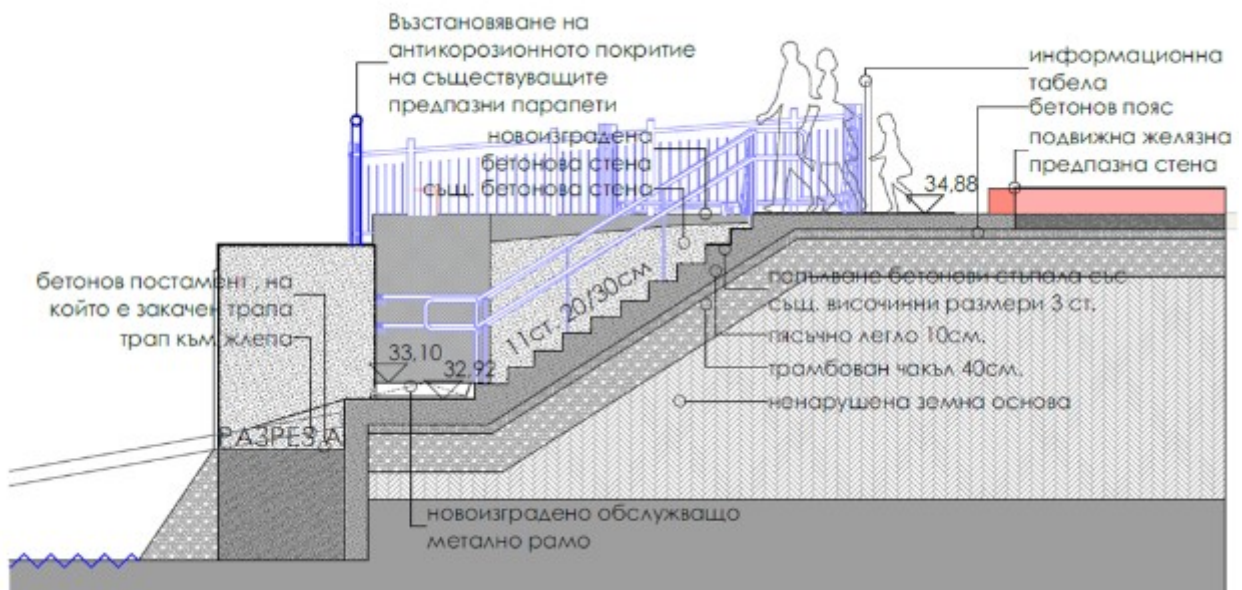 Възстановяване на
антикорозионното покритие
на съществуващите
предпазни парапети
информационна
табела
бетонов пояс
подвижна желязна
предпазна стена
новоизградена
бетонова стена
същ. бетонова стена
34,88
бетонов постамент , на
който е закачен трапа
трап към жлепа
попълване бетонови стъпала със
същ. височинни размери 3 ст.
пясъчно легло 10см.
трамбован чакъл 40см.
ненарушена земна основа
11ст. 20/30см
33,10
32,92
РАЗРЕЗ А
новоизградено обслужващо
метално рамо